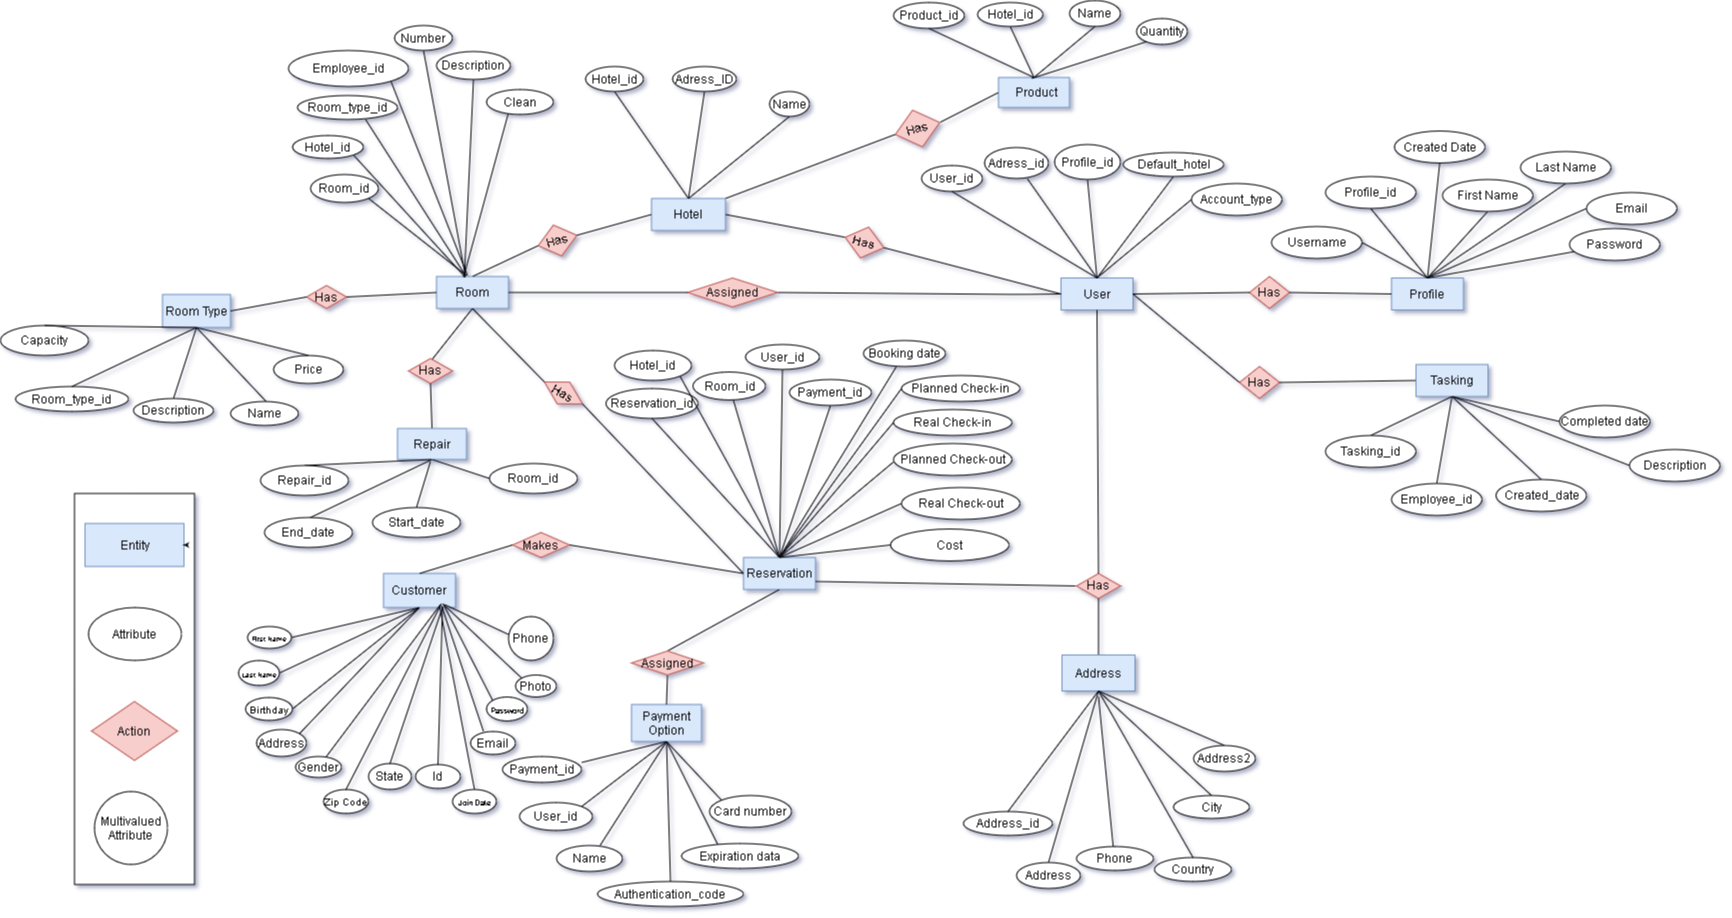 Product_id
Hotel_id
Name
Quantity
Product
Has
Number
Employee_id
Description
Room_type_id
Clean
Hotel_id
Room_id
Hotel_id
Adress_ID
Name
Hotel
Has
Has
User_id
Adress_id
Profile_id
Default_hotel
Account_type
Created Date
Last Name
Profile_id
First Name
Email
Username
Password
Room
Assigned
User
Has
Profile
Room Type
Has
Capacity
Price
Room_type_id
Description
Name
Has
Has
Repair
Repair_id
Room_id
End_date
Start_date
Hotel_id
User_id
Booking date
Room_id
Payment_id
Planned Check-in
Reservation_id
Real Check-in
Planned Check-out
Real Check-out
Cost
Reservation
Has
Tasking
Completed date
Tasking_id
Description
Employee_id
Created_date
Makes
Customer
First Name
Last Name
Birthday
Address
Gender
Zip Code
State
Id
Join Date
Email
Password
Photo
Phone
Has
Address
Address2
City
Address_id
Phone
Country
Address
Assigned
Payment
Option
Payment_id
User_id
Name
Authentication_code
Expiration data
Card number
Entity
Attribute
Action
Multivalued
Attribute